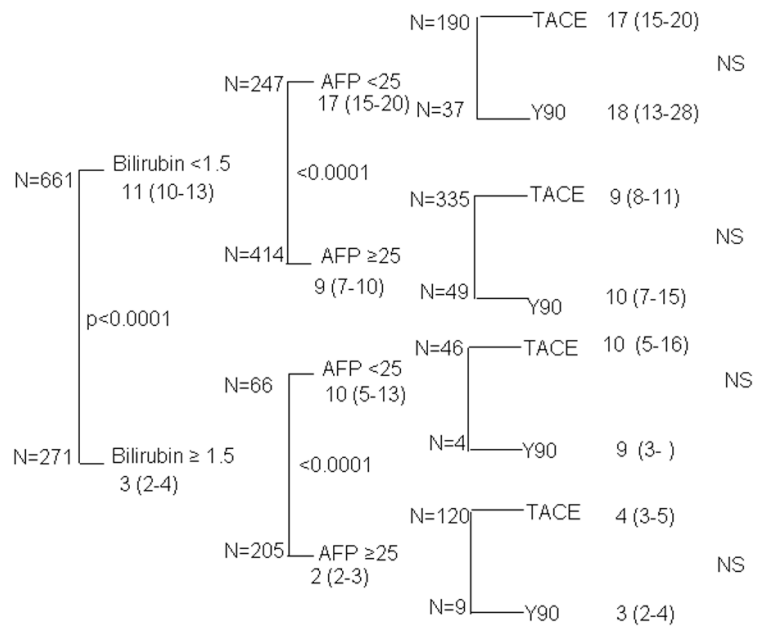 N=190 TACE 17 (15-20)
NS
N=247 AFP <25
17 (15-20)
N=37 Y90 18 (13-28)
N=661 Bilirubin <1.5
11 (10-13)
<0.0001
N=335 TACE 9 (8-11)
NS
N=414 AFP ≥25
9 (7-10)
N=49 Y90 10 (7-15)
p<0.0001
N=46 TACE 10 (5-16)
NS
N=66 AFP <25
10 (5-13)
N=4 Y90 9 (3- )
N=271 Bilirubin ≥ 1.5
3 (2-4)
<0.0001
N=120 TACE 4 (3-5)
NS
N=205 AFP ≥25
2 (2-3)
N=9 Y90 3 (2-4)